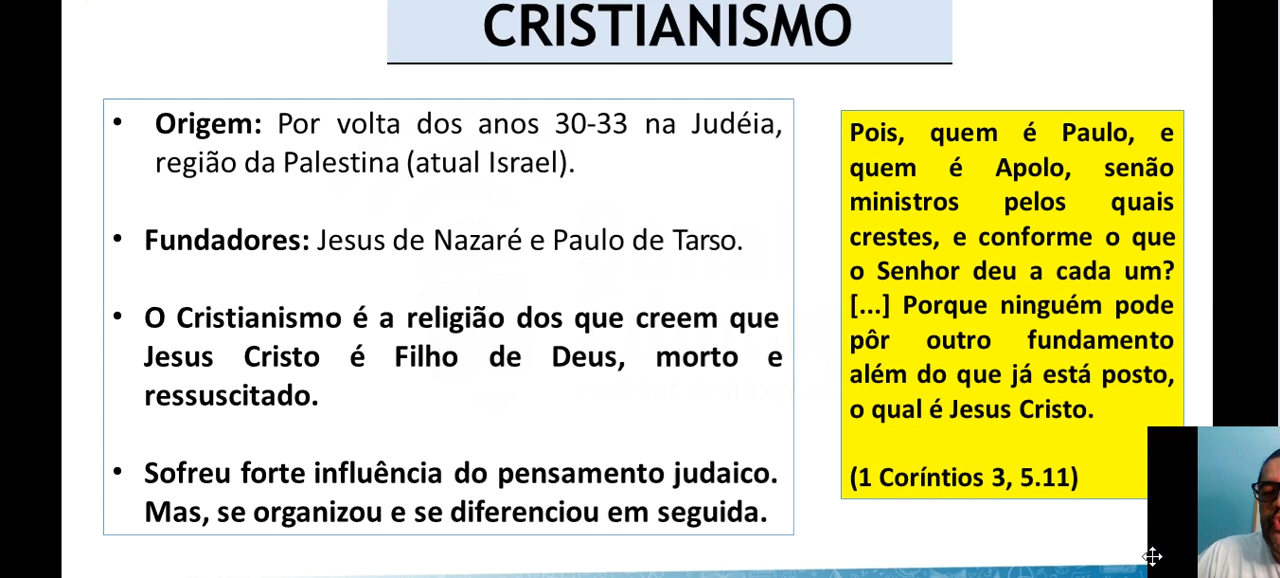 CRISTIANISMO
• Origem: Por volta dos anos 30-33 na Judéia,
região da Palestina (atual Israel).
• Fundadores: Jesus de Nazaré e Paulo de Tarso.
• O Cristianismo é a religião dos que creem que
Jesus Cristo é Filho de Deus, morto e
ressuscitado.
• Sofreu forte influência do pensamento judaico.
Mas, se organizou e se diferenciou em seguida.
Pois, quem é Paulo, e
quem é Apolo, senão
ministros pelos quais
crestes, e conforme o que
o Senhor deu a cada um?
[...] Porque ninguém pode
pôr outro fundamento
além do que já está posto,
o qual é Jesus Cristo.
(1 Coríntios 3, 5.11)